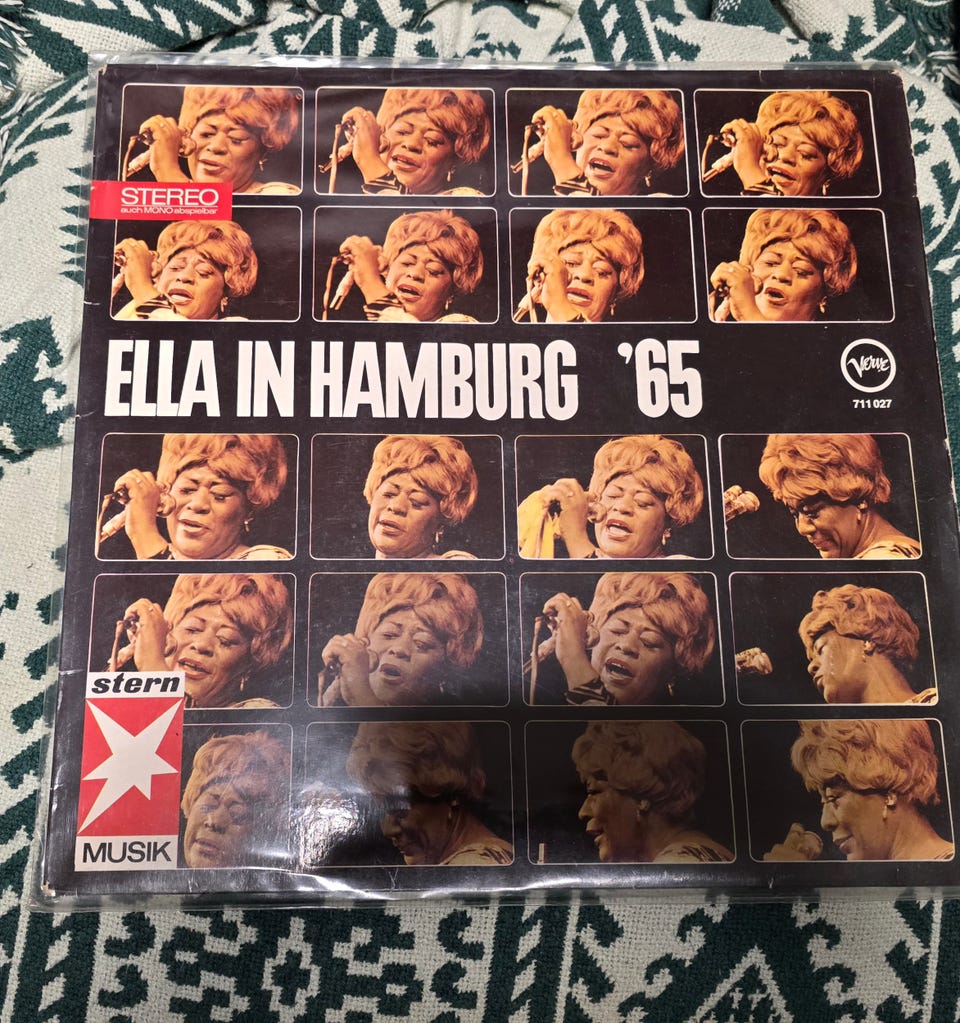 STEREO
auch MONO abspielbar
ELLA IN HAMBURG ’65
Verve
711 027
stern
MUSIK